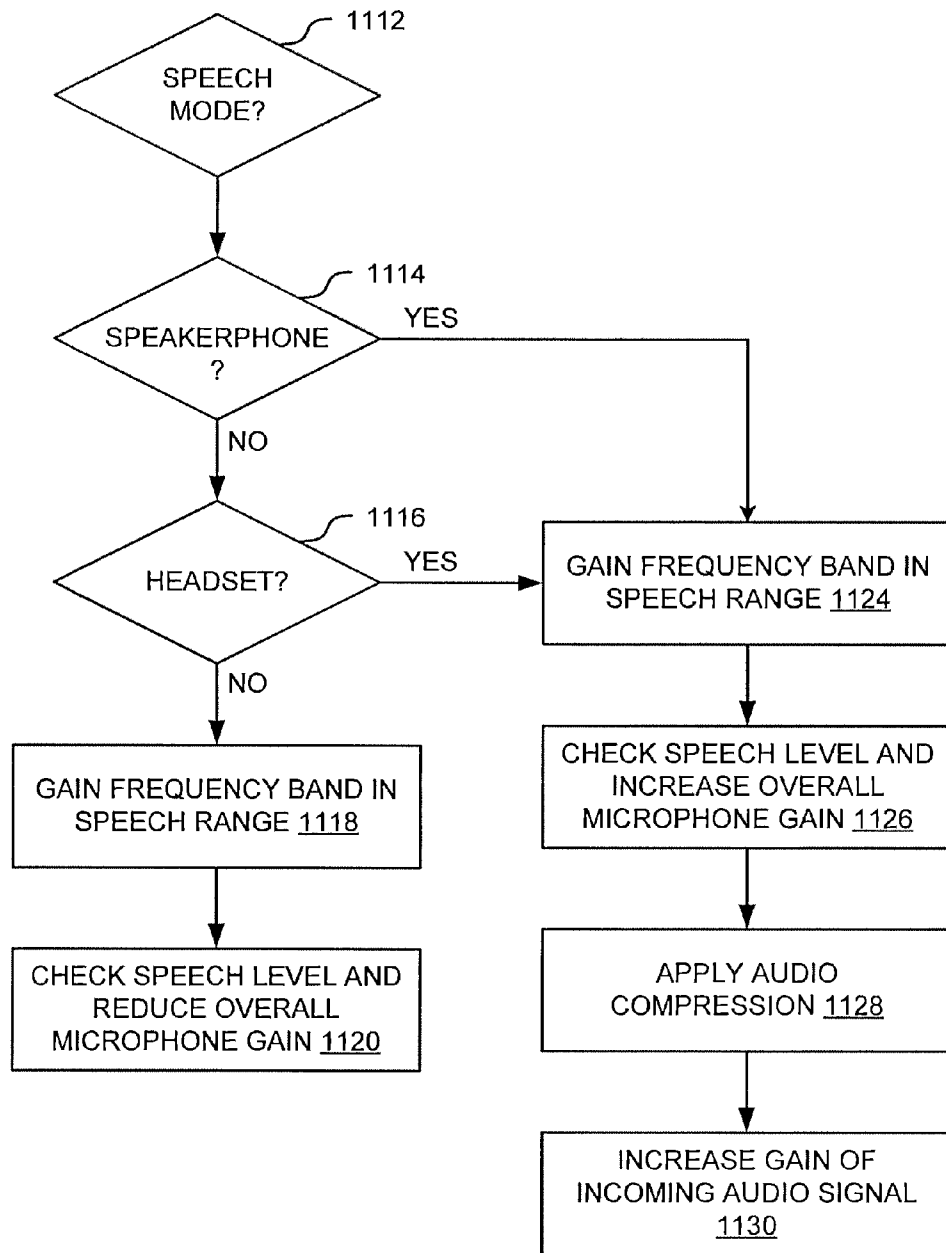 1112
SPEECH
MODE?
1114
SPEAKERPHONE
?
YES
NO
1116
HEADSET?
YES
NO
GAIN FREQUENCY BAND IN
SPEECH RANGE 1124
GAIN FREQUENCY BAND IN
SPEECH RANGE 1118
CHECK SPEECH LEVEL AND
INCREASE OVERALL
MICROPHONE GAIN 1126
CHECK SPEECH LEVEL AND
REDUCE OVERALL
MICROPHONE GAIN 1120
APPLY AUDIO
COMPRESSION 1128
INCREASE GAIN OF
INCOMING AUDIO SIGNAL
1130